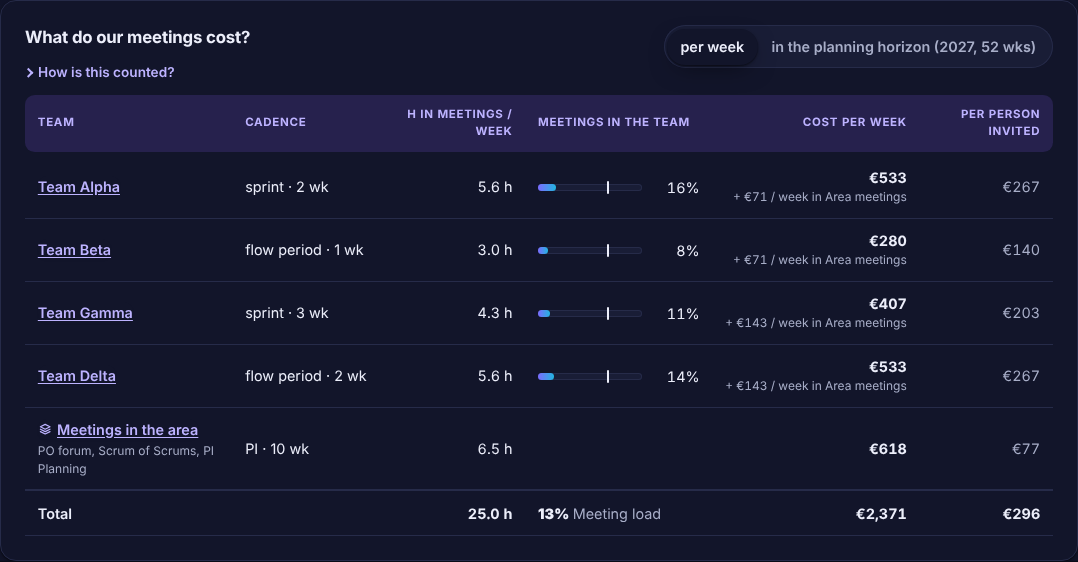 What do our meetings cost?
per week in the planning horizon (2027, 52 wks)
How is this counted?
TEAM CADENCE H IN MEETINGS / WEEK MEETINGS IN THE TEAM COST PER WEEK PER PERSON INVITED
Team Alpha sprint · 2 wk 5.6 h 16% €533 €267
+ €71 / week in Area meetings
Team Beta flow period · 1 wk 3.0 h 8% €280 €140
+ €71 / week in Area meetings
Team Gamma sprint · 3 wk 4.3 h 11% €407 €203
+ €143 / week in Area meetings
Team Delta flow period · 2 wk 5.6 h 14% €533 €267
+ €143 / week in Area meetings
Meetings in the area PI · 10 wk 6.5 h €618 €77
PO forum, Scrum of Scrums, PI
Planning
Total 25.0 h 13% Meeting load €2,371 €296